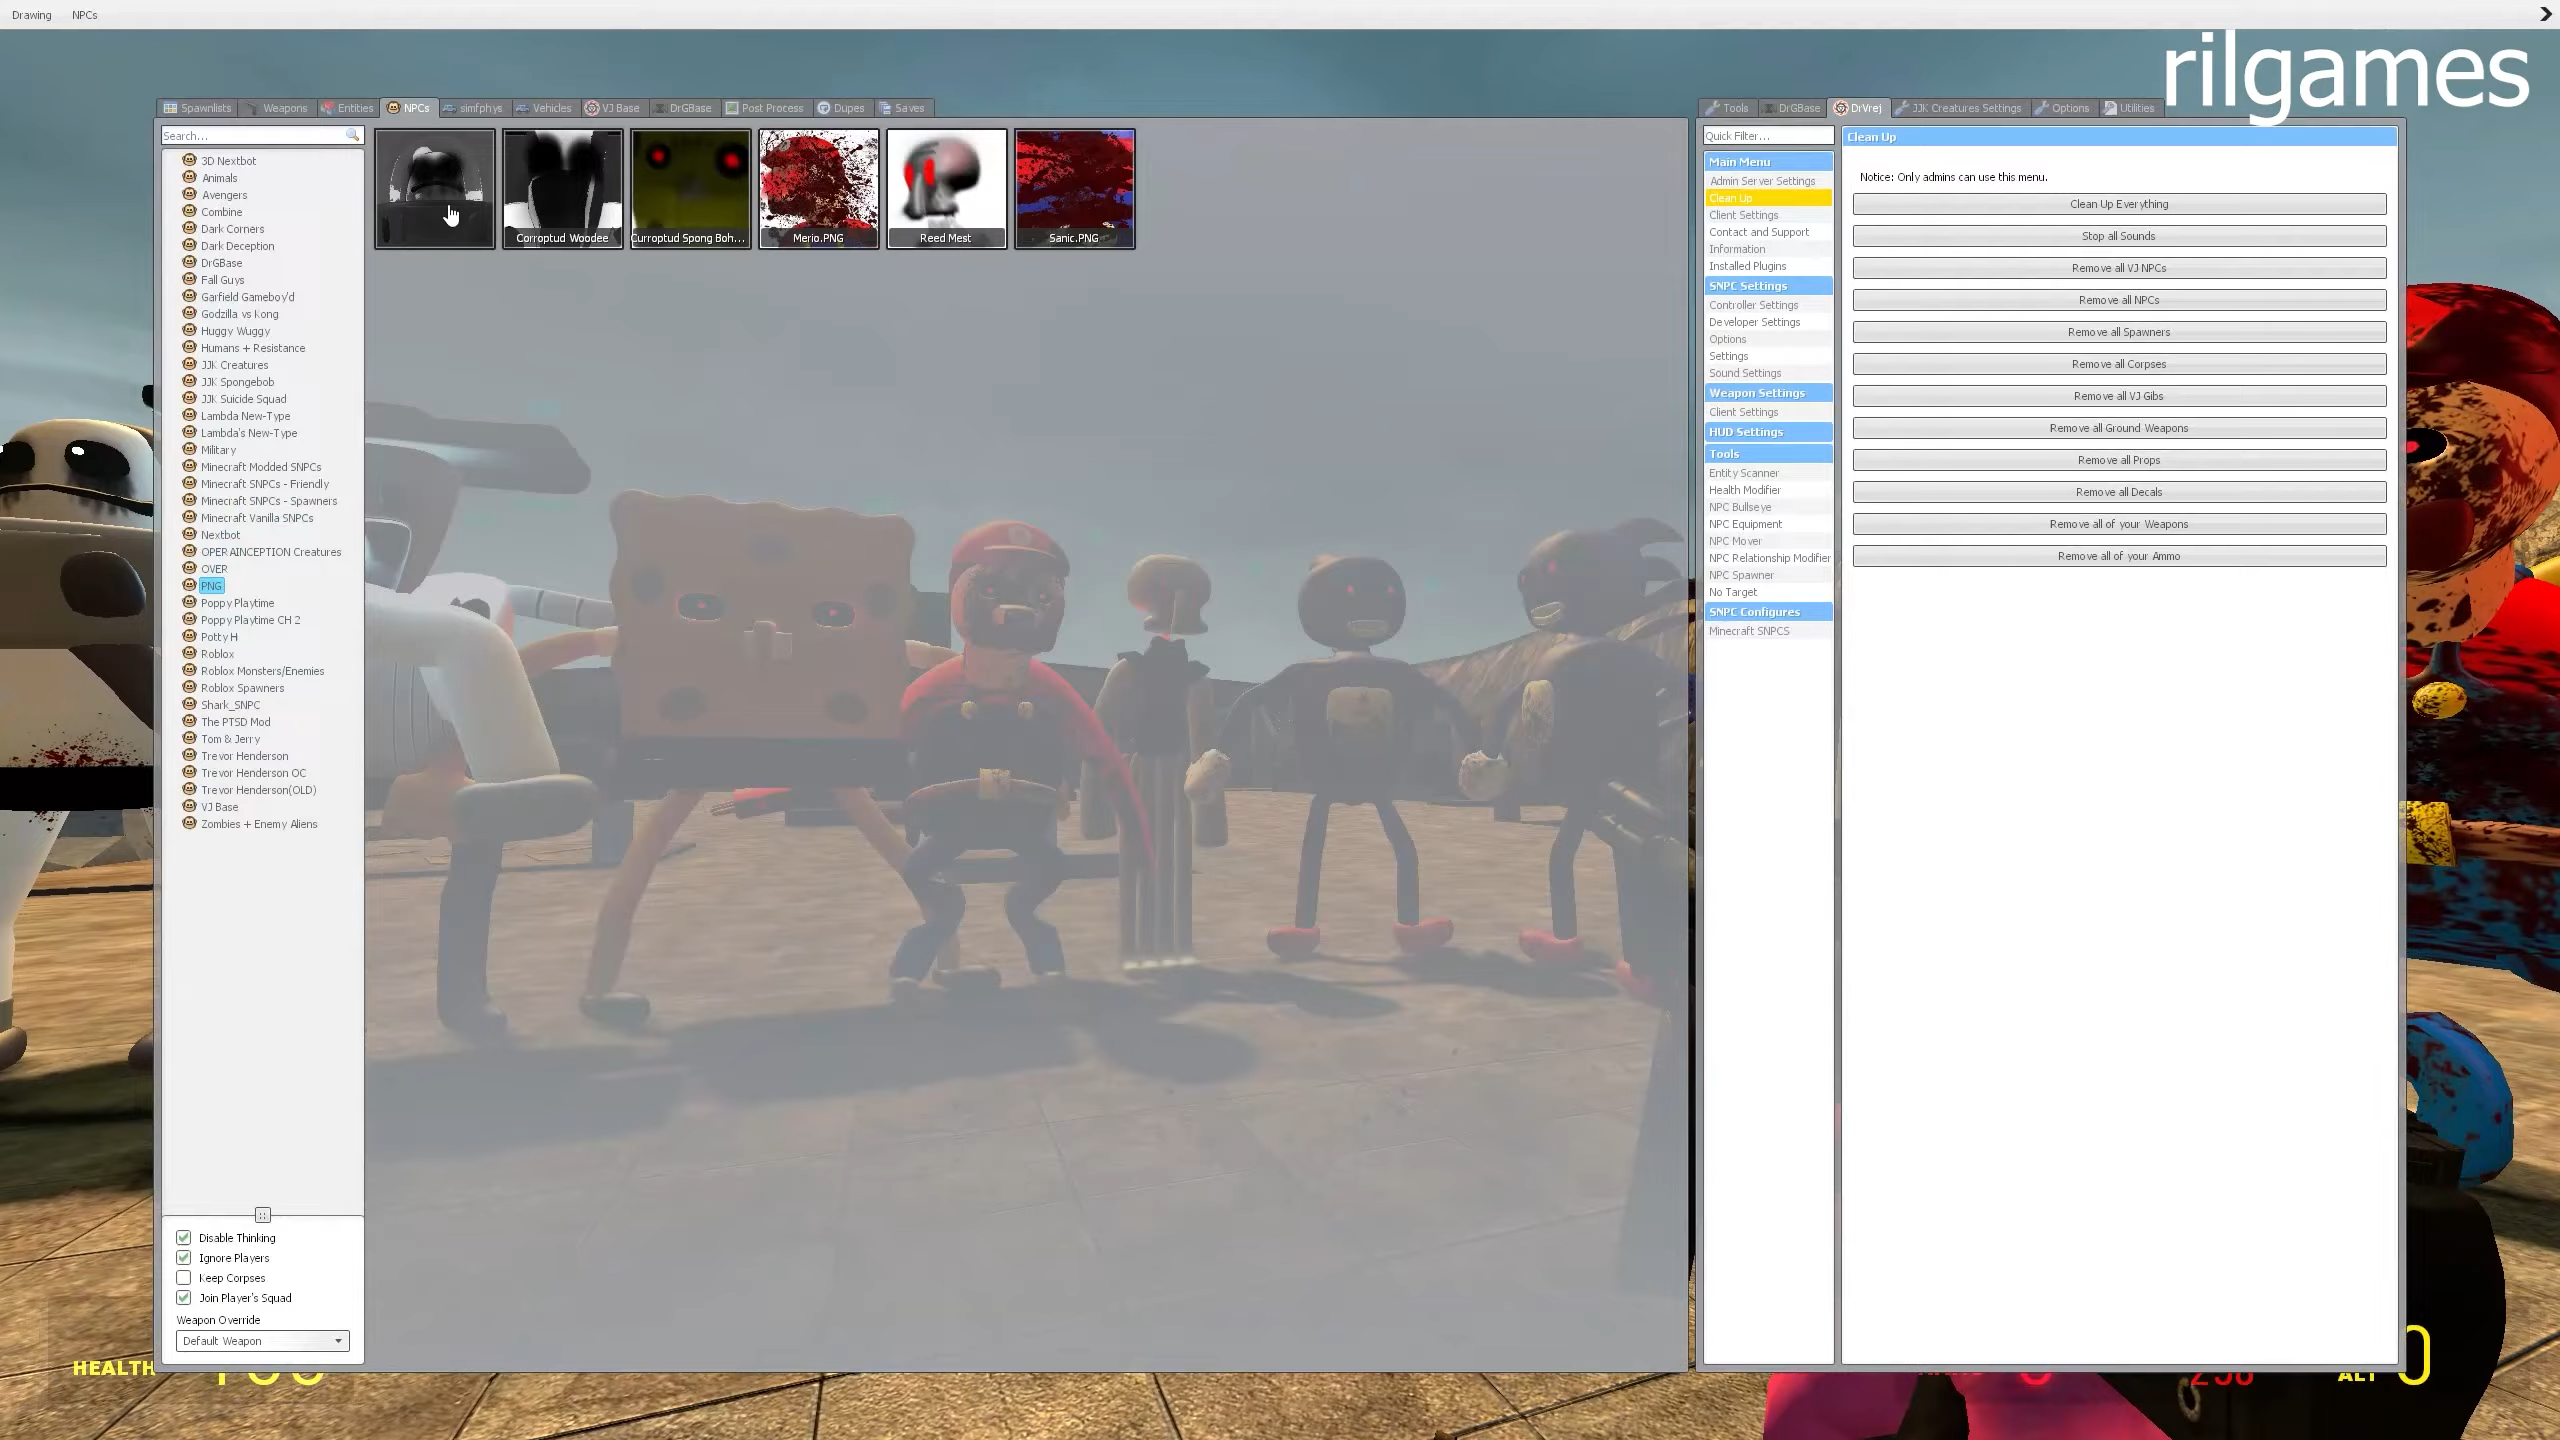 Drawing NPCs
rilgames
Spawnlists Weapons Entities NPCs simfphys Vehicles VJ Base DrGBase Post Process Dupes Saves
Search...
3D Nextbot
Animals
Avengers
Combine
Dark Corners
Dark Deception
DrGBase
Fall Guys
Garfield Gameboy'd
Godzilla vs Kong
Huggy Wuggy
Humans + Resistance
JJK Creatures
JJK Spongebob
JJK Suicide Squad
Lambda New-Type
Lambda's New-Type
Military
Minecraft Modded SNPCs
Minecraft SNPCs - Friendly
Minecraft SNPCs - Spawners
Minecraft Vanilla SNPCs
Nextbot
OPERAINCEPTION Creatures
OVER
PNG
Poppy Playtime
Poppy Playtime CH 2
Potty H
Roblox
Roblox Monsters/Enemies
Roblox Spawners
Shark_SNPC
The PTSD Mod
Tom & Jerry
Trevor Henderson
Trevor Henderson OC
Trevor Henderson(OLD)
VJ Base
Zombies + Enemy Aliens
Disable Thinking
Ignore Players
Keep Corpses
Join Player's Squad
Weapon Override
Default Weapon
Corroptud Woodee
Curroptud Spong Boh...
Merio.PNG
Reed Mest
Sanic.PNG
Tools DrGBase DrVrej JJK Creatures Settings Options Utilities
Quick Filter...
Main Menu
Admin Server Settings
Clean Up
Client Settings
Contact and Support
Information
Installed Plugins
SNPC Settings
Controller Settings
Developer Settings
Options
Settings
Sound Settings
Weapon Settings
Client Settings
HUD Settings
Tools
Entity Scanner
Health Modifier
NPC Bullseye
NPC Equipment
NPC Mover
NPC Relationship Modifier
NPC Spawner
No Target
SNPC Configures
Minecraft SNPCS
Clean Up
Notice: Only admins can use this menu.
Clean Up Everything
Stop all Sounds
Remove all VJ NPCs
Remove all NPCs
Remove all Spawners
Remove all Corpses
Remove all VJ Gibs
Remove all Ground Weapons
Remove all Props
Remove all Decals
Remove all of your Weapons
Remove all of your Ammo
HEALTH
ALT 0